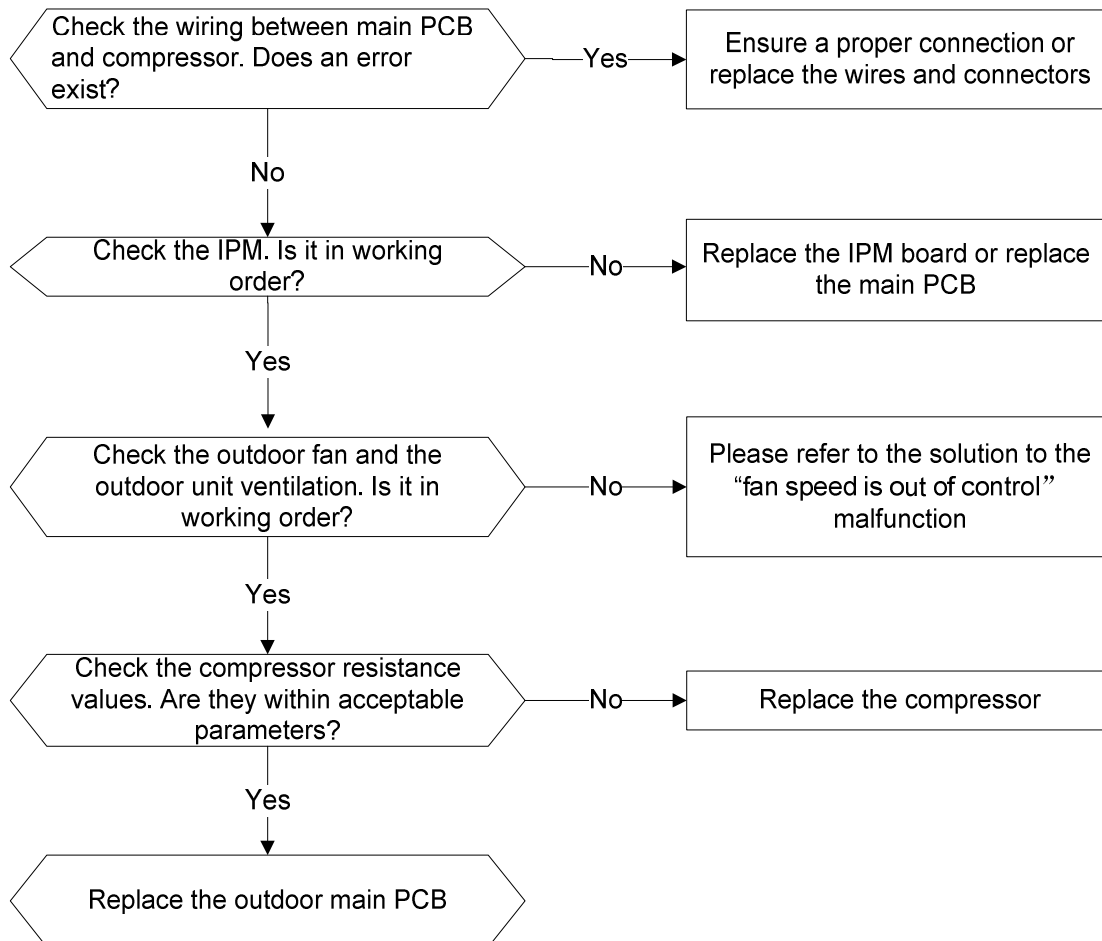 Check the wiring between main PCB
and compressor. Does an error
exist?
Yes
Ensure a proper connection or
replace the wires and connectors
No
Check the IPM. Is it in working
order?
No
Replace the IPM board or replace
the main PCB
Yes
Check the outdoor fan and the
outdoor unit ventilation. Is it in
working order?
No
Please refer to the solution to the
“fan speed is out of control”
malfunction
Yes
Check the compressor resistance
values. Are they within acceptable
parameters?
No
Replace the compressor
Yes
Replace the outdoor main PCB